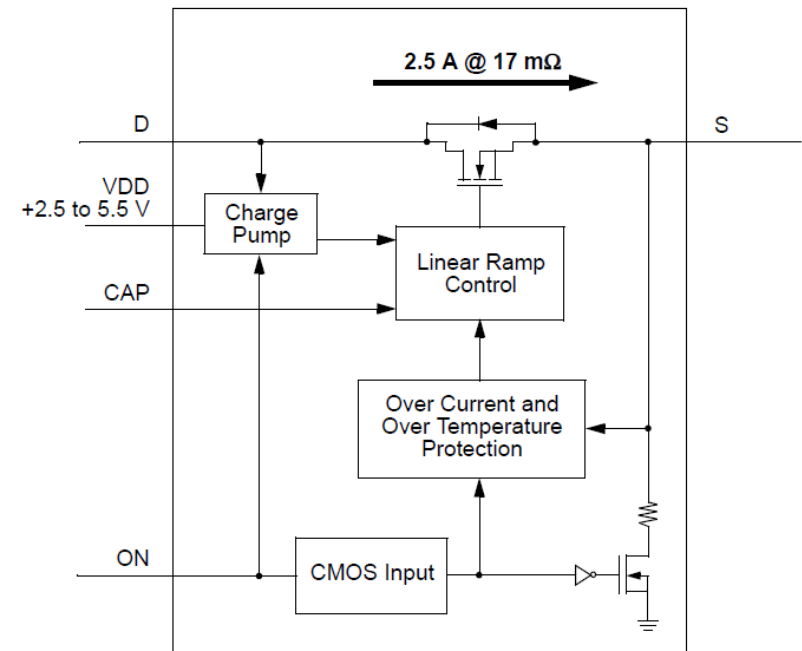 2.5 A @ 17 mΩ
D
S
VDD
+2.5 to 5.5 V
Charge
Pump
Linear Ramp
Control
CAP
Over Current and
Over Temperature
Protection
ON
CMOS Input